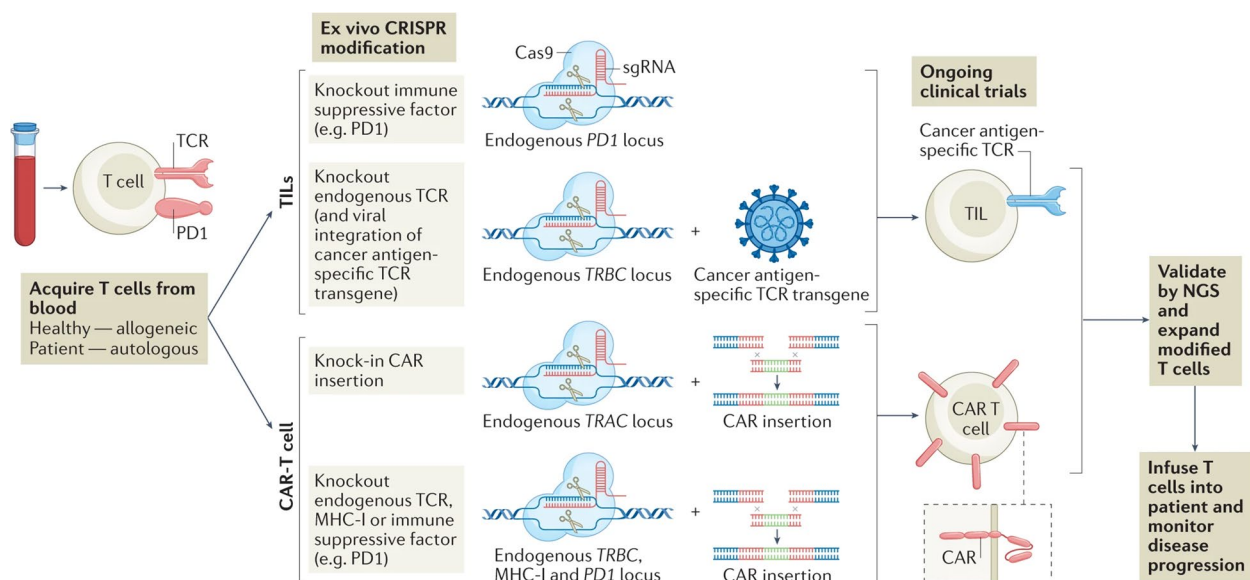 Ex vivo CRISPR
modification
Cas9
sgRNA
Knockout immune
suppressive factor
(e.g. PD1)
Endogenous PD1 locus
Ongoing
clinical trials
Cancer antigen-
specific TCR
TCR
T cell
PD1
TILs
Knockout
endogenous TCR
(and viral
integration of
cancer antigen-
specific TCR
transgene)
Endogenous TRBC locus
+
Cancer antigen-
specific TCR transgene
TIL
Acquire T cells from
blood
Healthy — allogeneic
Patient — autologous
Validate
by NGS
and
expand
modified
T cells
CAR-T cell
Knock-in CAR
insertion
Endogenous TRAC locus
+
CAR insertion
CAR T
cell
Knockout
endogenous TCR,
MHC-I or immune
suppressive factor
(e.g. PD1)
Endogenous TRBC,
MHC-I and PD1 locus
+
CAR insertion
CAR
Infuse T
cells into
patient and
monitor
disease
progression